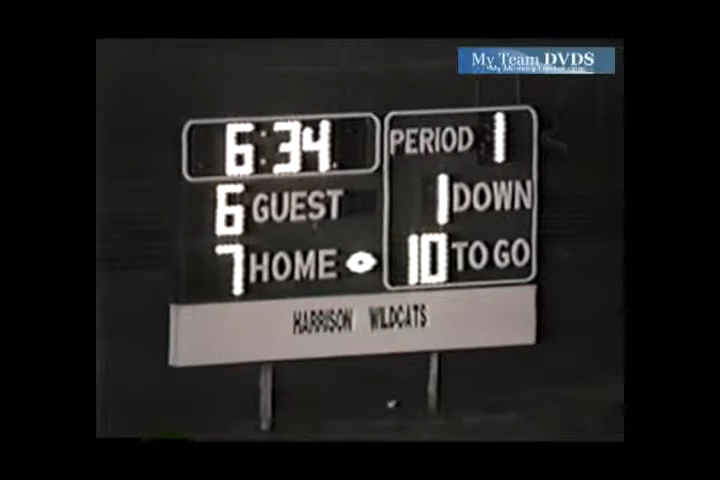 My Team DVDS
6:34
PERIOD 1
6 GUEST
1 DOWN
7 HOME
10 TO GO
HARRISON WILDCATS